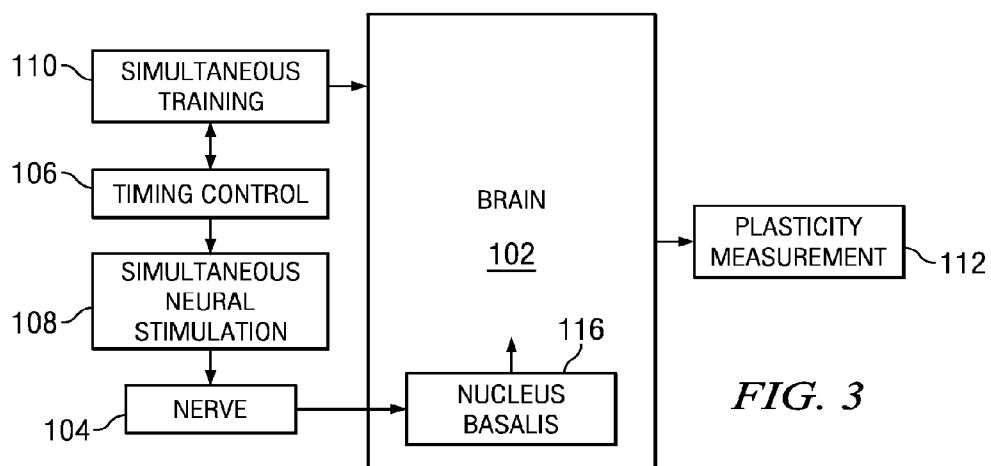 110
SIMULTANEOUS
TRAINING
106
TIMING CONTROL
108
SIMULTANEOUS
NEURAL
STIMULATION
104
NERVE
BRAIN
102
116
NUCLEUS
BASALIS
PLASTICITY
MEASUREMENT
112
FIG. 3